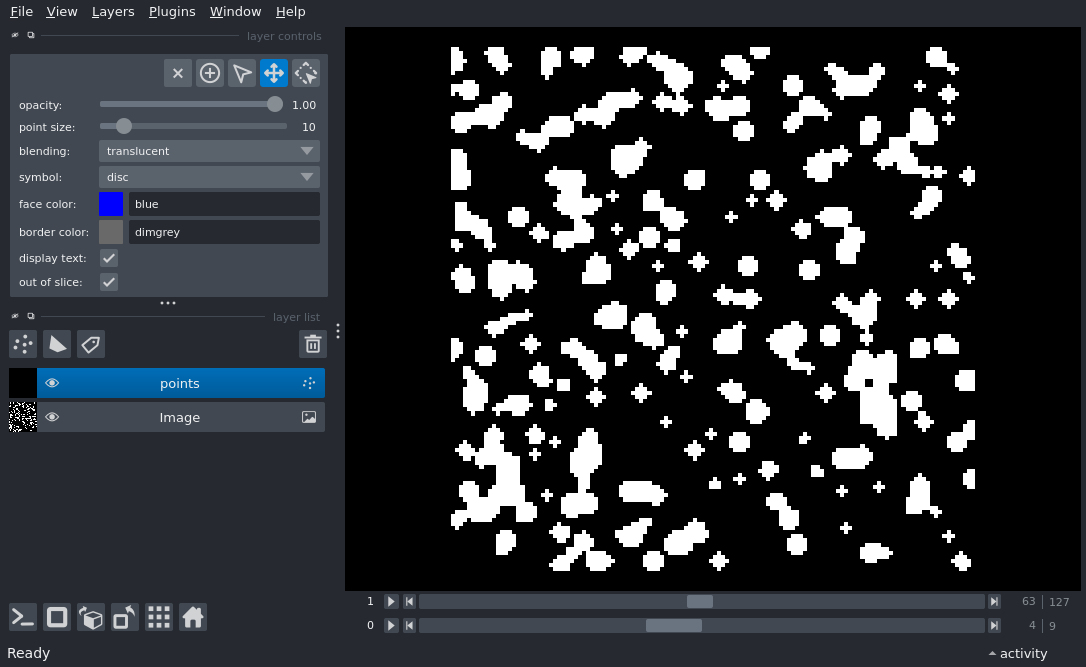 File View Layers Plugins Window Help
layer controls
opacity: 1.00
point size: 10
blending: translucent
symbol: disc
face color: blue
border color: dimgrey
display text:
out of slice:
layer list
points
Image
1 63 127
0 4 9
Ready activity